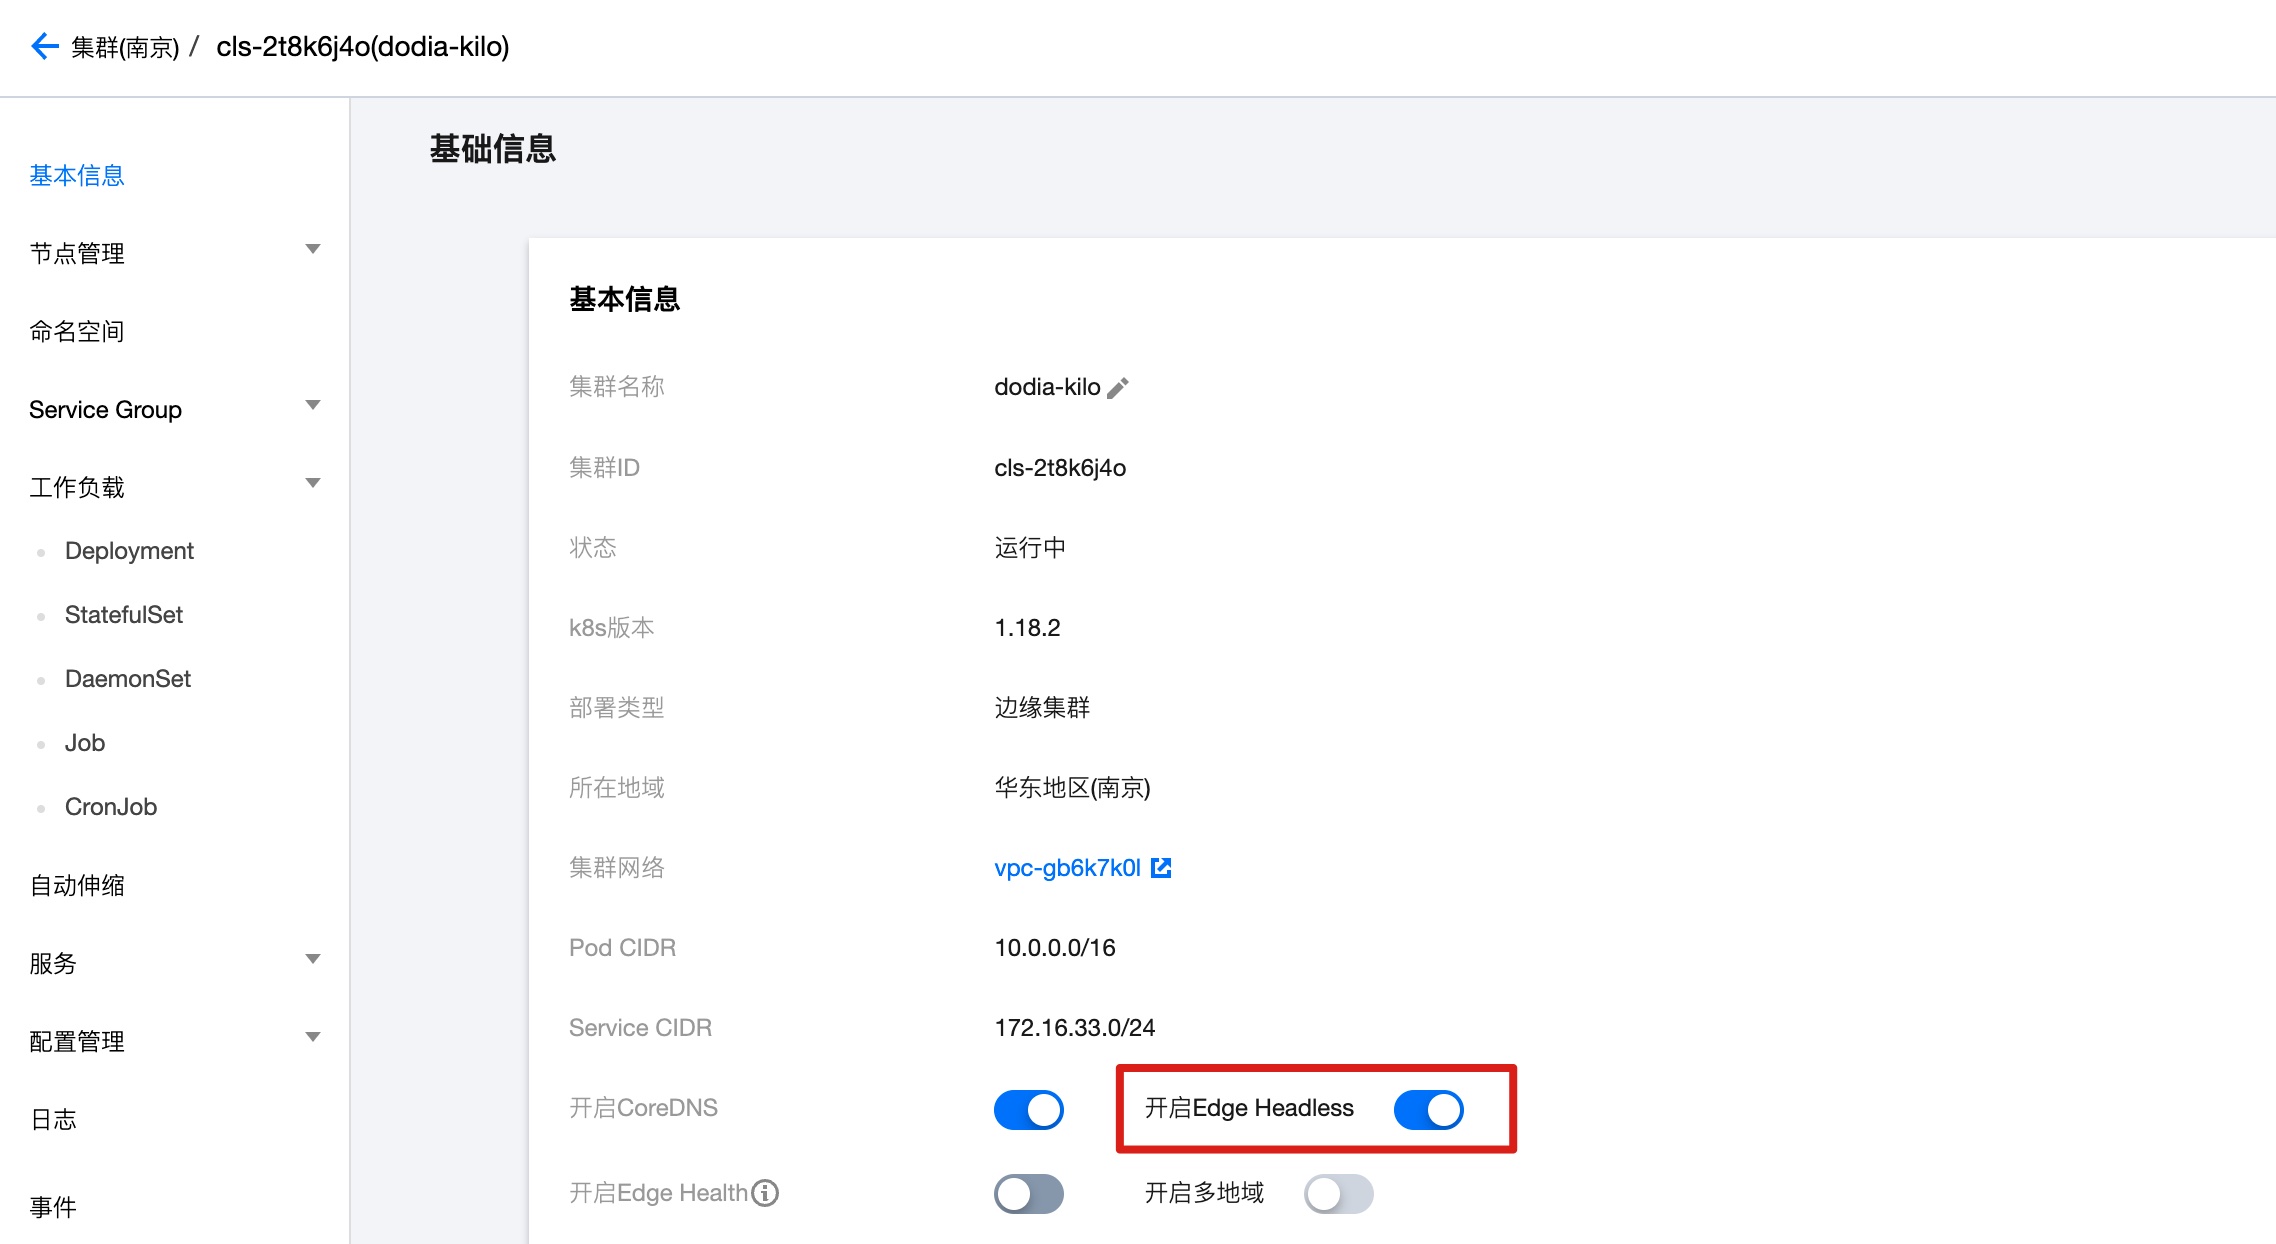 集群(南京) / cls-2t8k6j4o(dodia-kilo)
基本信息
节点管理
命名空间
Service Group
工作负载
Deployment
StatefulSet
DaemonSet
Job
CronJob
自动伸缩
服务
配置管理
日志
事件
基础信息
基本信息
集群名称 dodia-kilo
集群ID cls-2t8k6j4o
状态 运行中
k8s版本 1.18.2
部署类型 边缘集群
所在地域 华东地区(南京)
集群网络 vpc-gb6k7k0l
Pod CIDR 10.0.0.0/16
Service CIDR 172.16.33.0/24
开启CoreDNS 开启Edge Headless
开启Edge Health 开启多地域